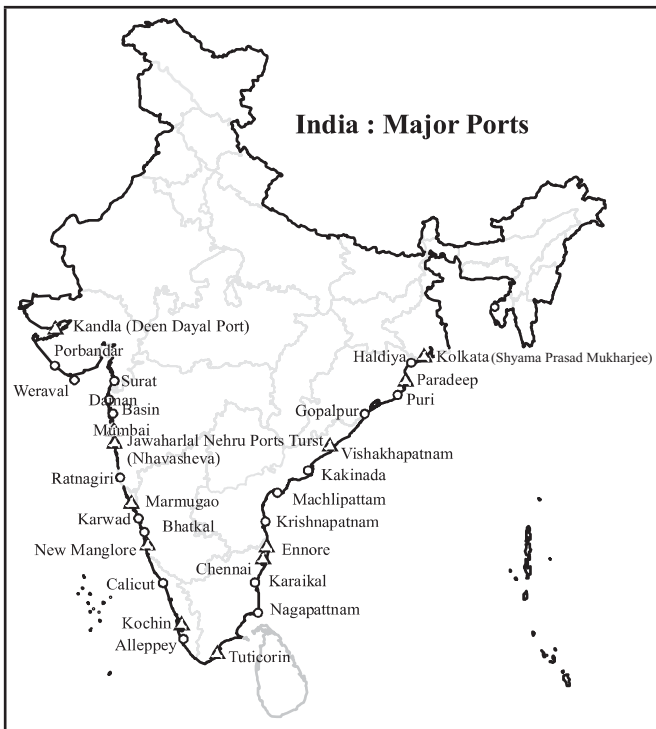 India : Major Ports
Kandla (Deen Dayal Port)
Porbandar
Weraval
Surat
Daman
Basin
Mumbai
Jawaharlal Nehru Ports Turst
(Nhavasheva)
Ratnagiri
Marmugao
Karwad
Bhatkal
New Manglore
Calicut
Kochin
Alleppey
Tuticorin
Haldiya
Kolkata (Shyama Prasad Mukharjee)
Paradeep
Puri
Gopalpur
Vishakhapatnam
Kakinada
Machlipattam
Krishnapatnam
Ennore
Chennai
Karaikal
Nagapattnam